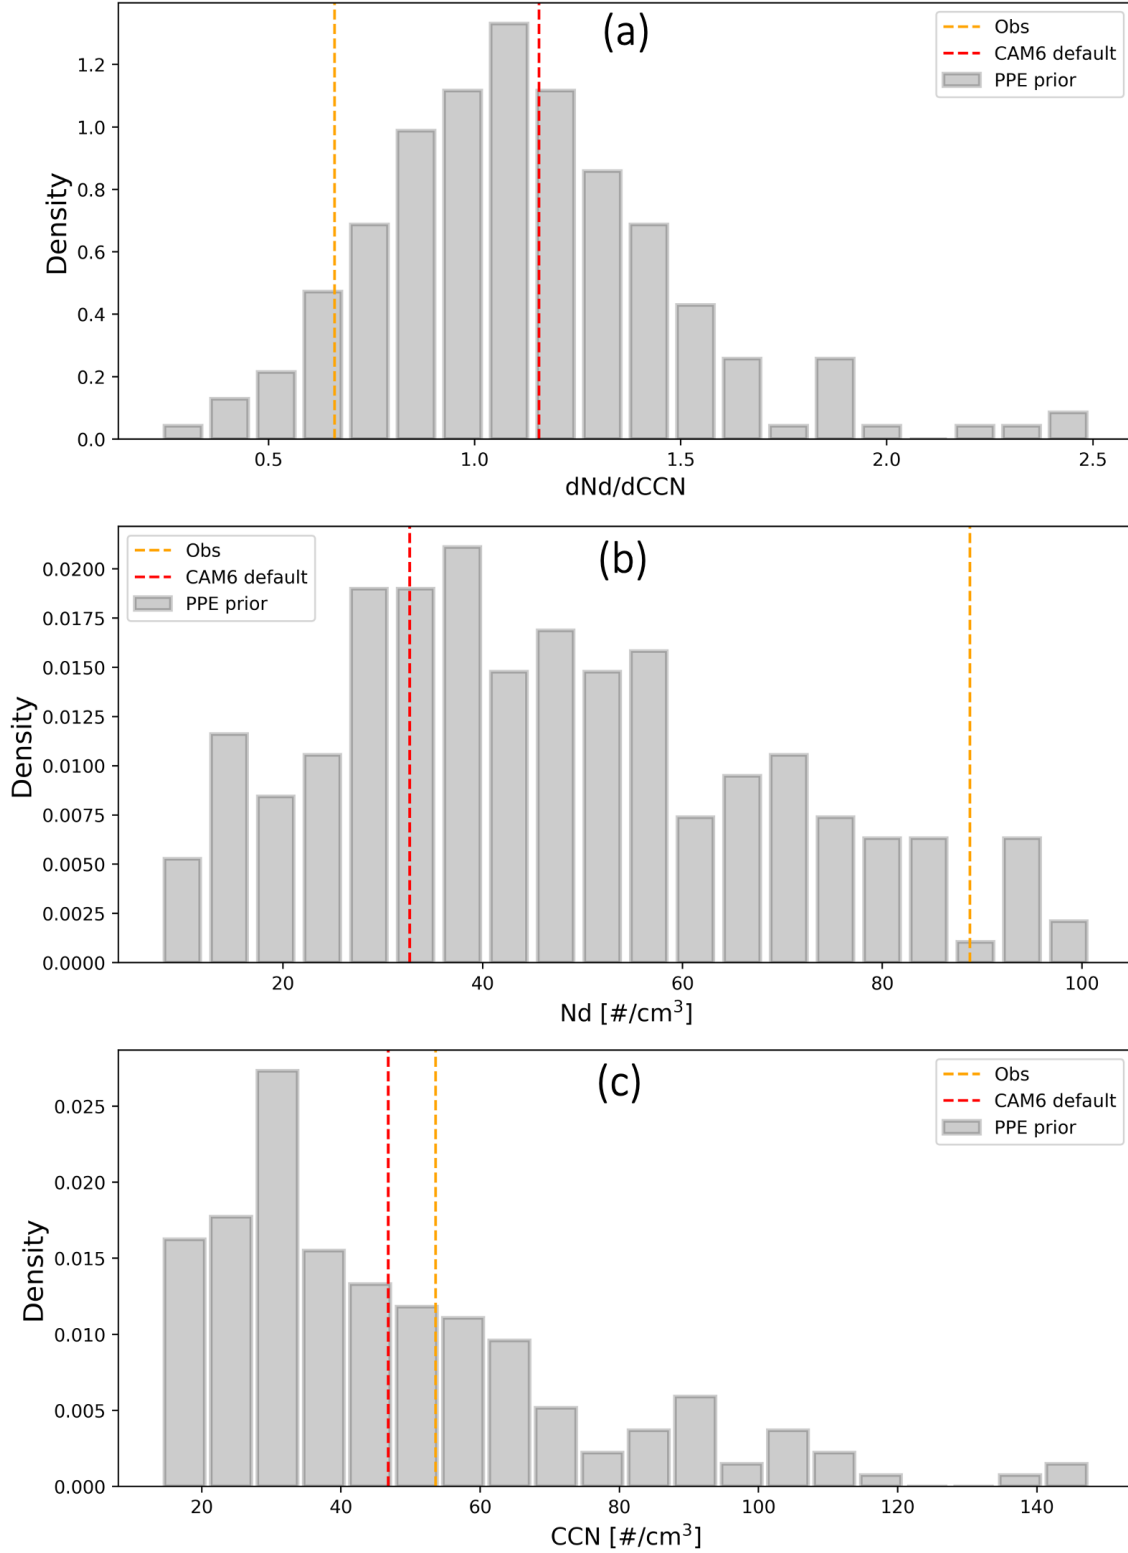 (a)
Obs
CAM6 default
PPE prior
Density
1.2
1.0
0.8
0.6
0.4
0.2
0.0
0.5 1.0 1.5 2.0 2.5
dNd/dCCN
(b)
Obs
CAM6 default
PPE prior
Density
0.0200
0.0175
0.0150
0.0125
0.0100
0.0075
0.0050
0.0025
0.0000
20 40 60 80 100
Nd [#/cm³]
(c)
Obs
CAM6 default
PPE prior
Density
0.025
0.020
0.015
0.010
0.005
0.000
20 40 60 80 100 120 140
CCN [#/cm³]